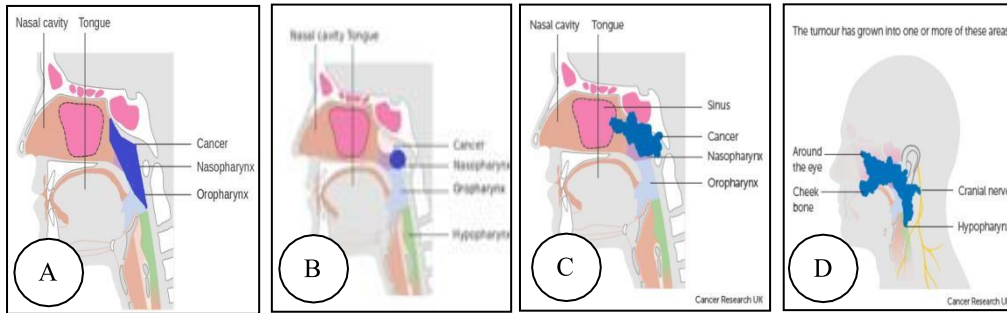 Nasal cavity Tongue
Cancer
Nasopharynx
Oropharynx
A
Nasal cavity Tongue
Cancer
Nasopharynx
Oropharynx
Hypopharynx
B
Nasal cavity Tongue
Sinus
Cancer
Nasopharynx
Oropharynx
C
Cancer Research UK
The tumour has grown into one or more of these areas
Around
the eye
Cheek
bone
Cranial nerve
Hypopharyn
D
Cancer Research U